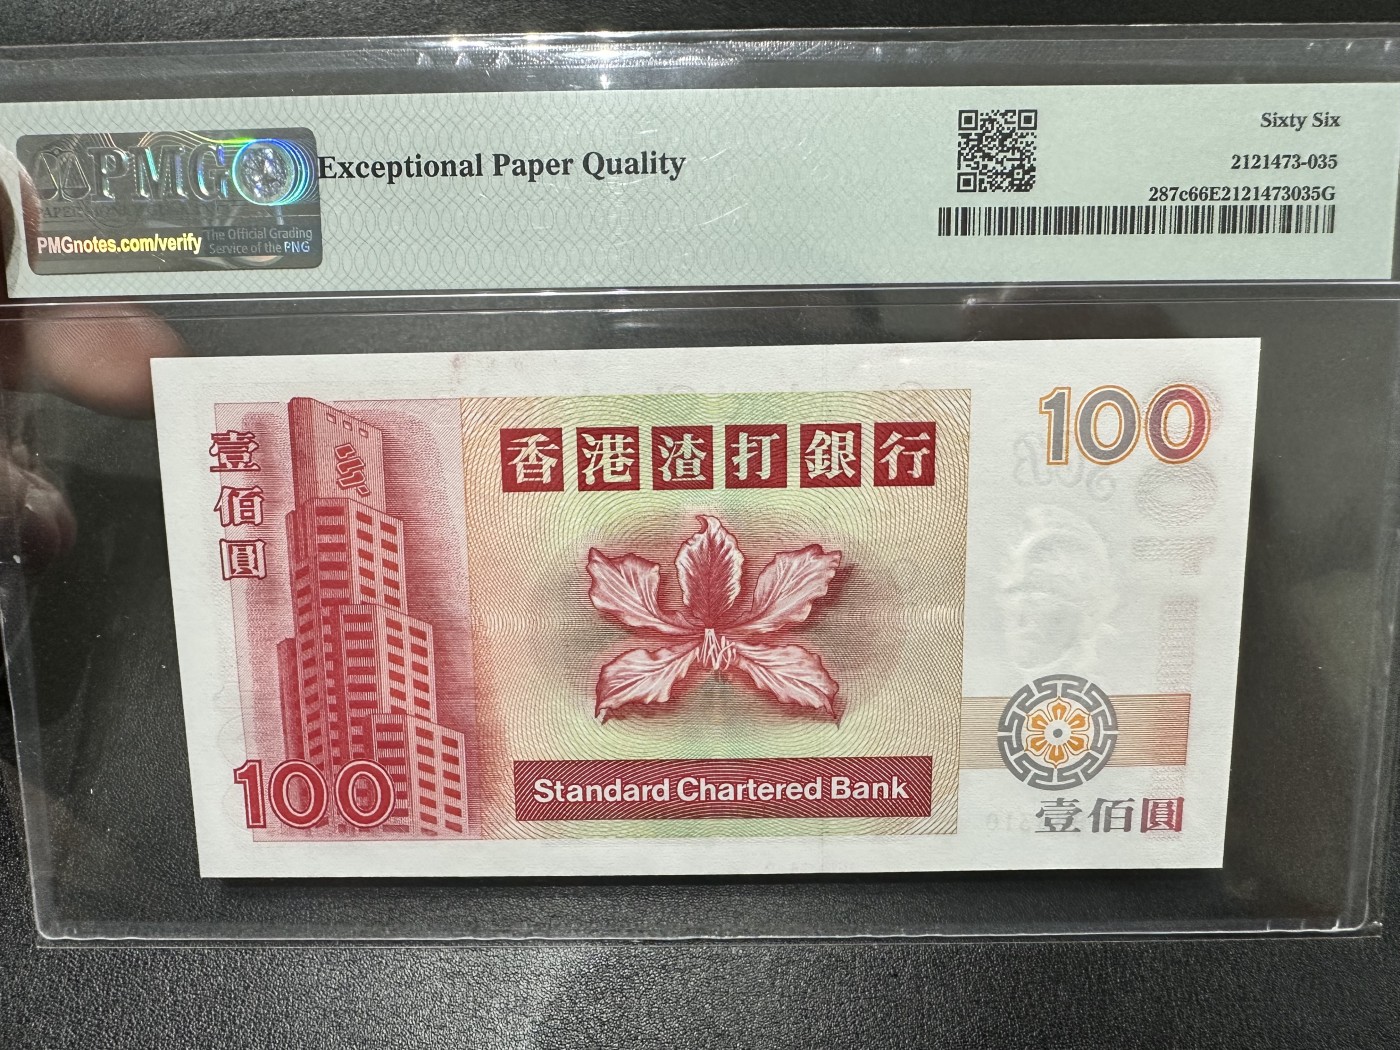 PMG
PMGnotes.com/verify
The Official Grading
Service of the PNG
Exceptional Paper Quality
Sixty Six
2121473-035
287c66E2121473035G
壹佰圓
香港渣打銀行
100
Standard Chartered Bank
100
壹佰圓